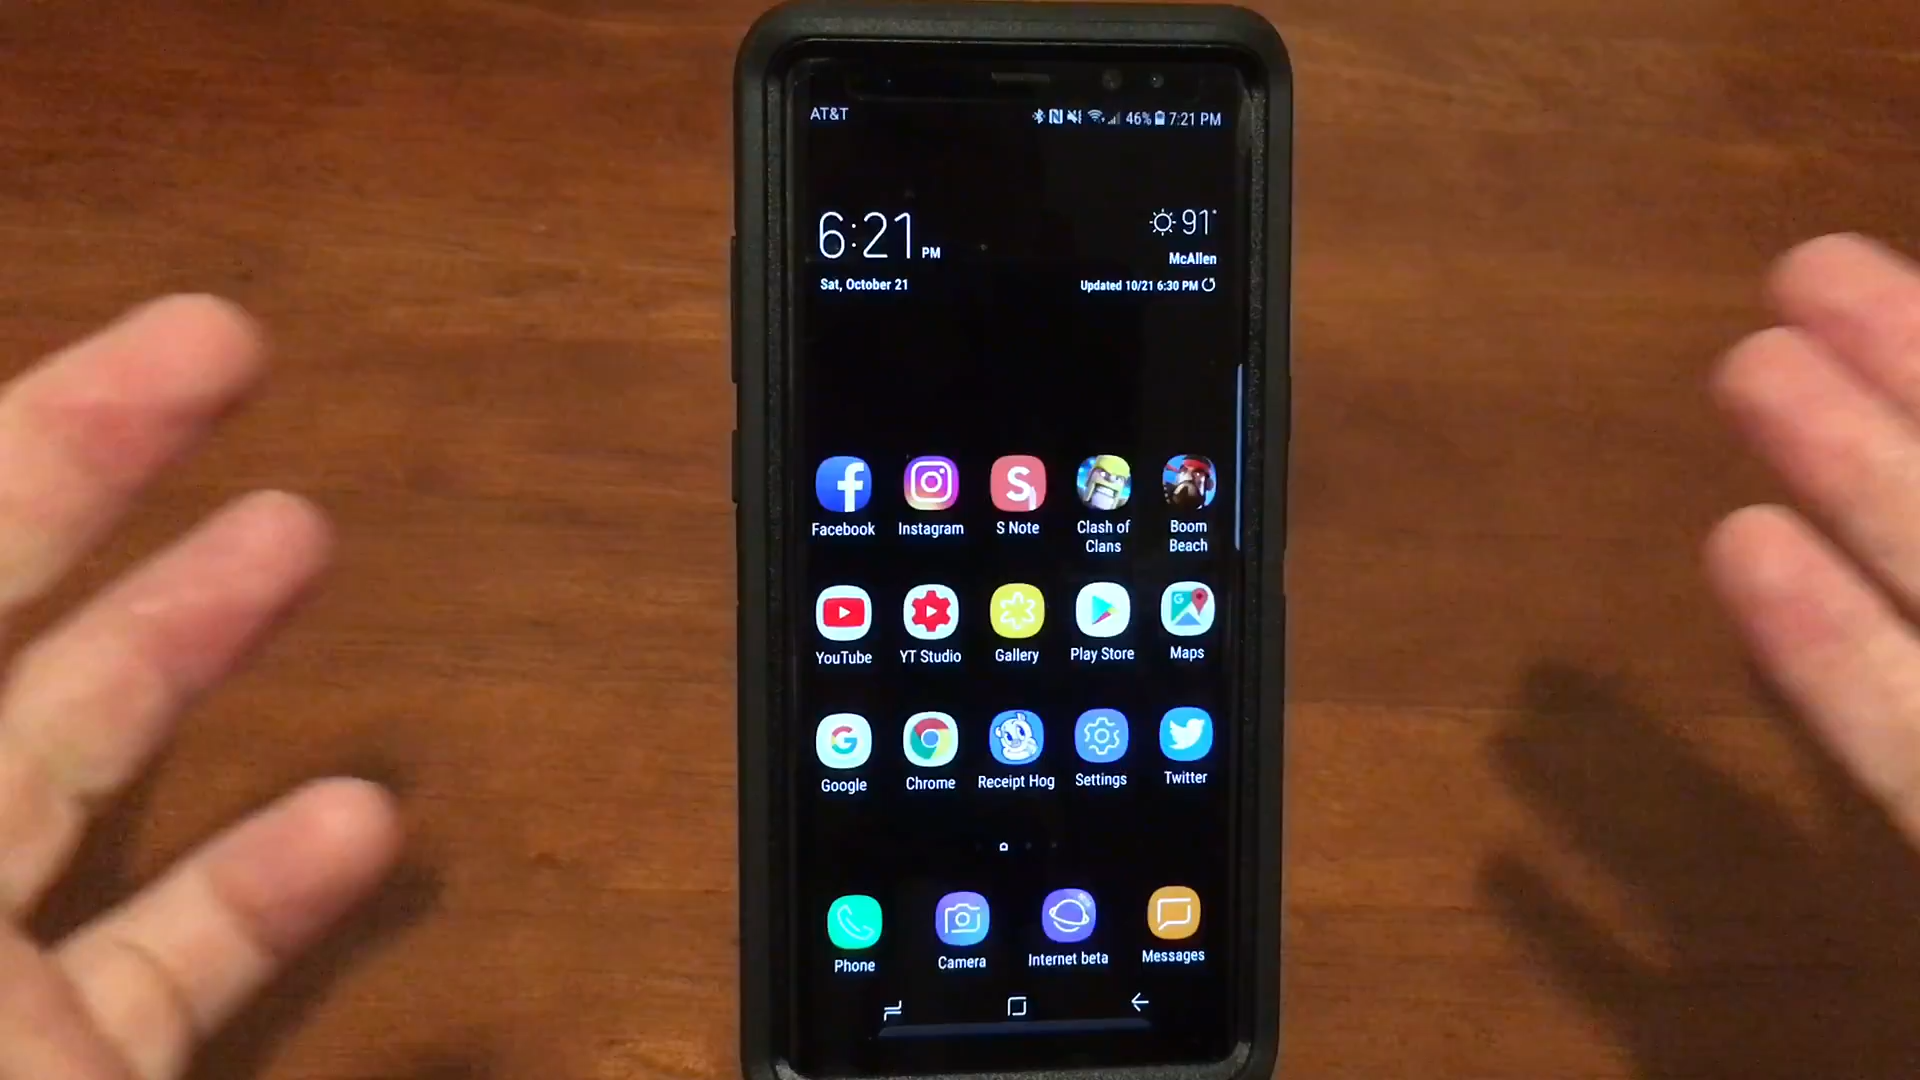 AT&T
46% 7:21 PM
6:21 PM
91°
McAllen
Sat, October 21
Updated 10/21 6:30 PM
Facebook
Instagram
S Note
Clash of
Clans
Boom
Beach
YouTube
YT Studio
Gallery
Play Store
Maps
Google
Chrome
Receipt Hog
Settings
Twitter
Phone
Camera
Internet beta
Messages